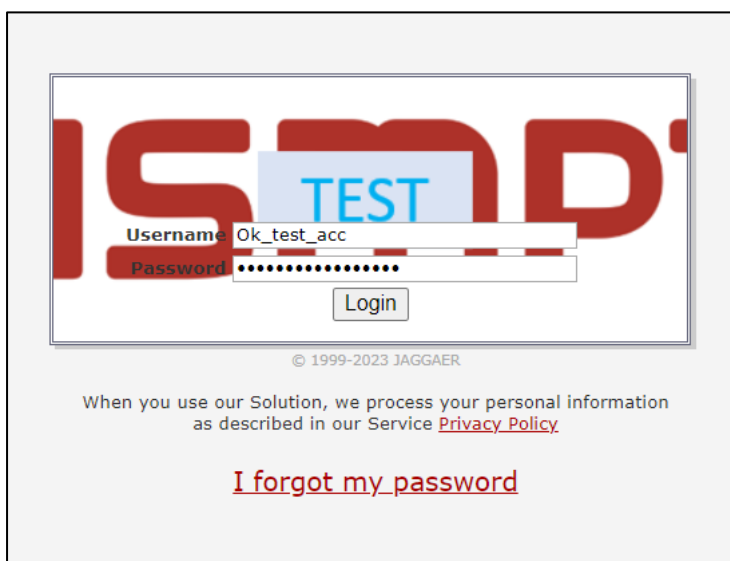 TEST
Username Ok_test_acc
Password •••••••••••••••••
Login
© 1999-2023 JAGGAER
When you use our Solution, we process your personal information
as described in our Service Privacy Policy
I forgot my password